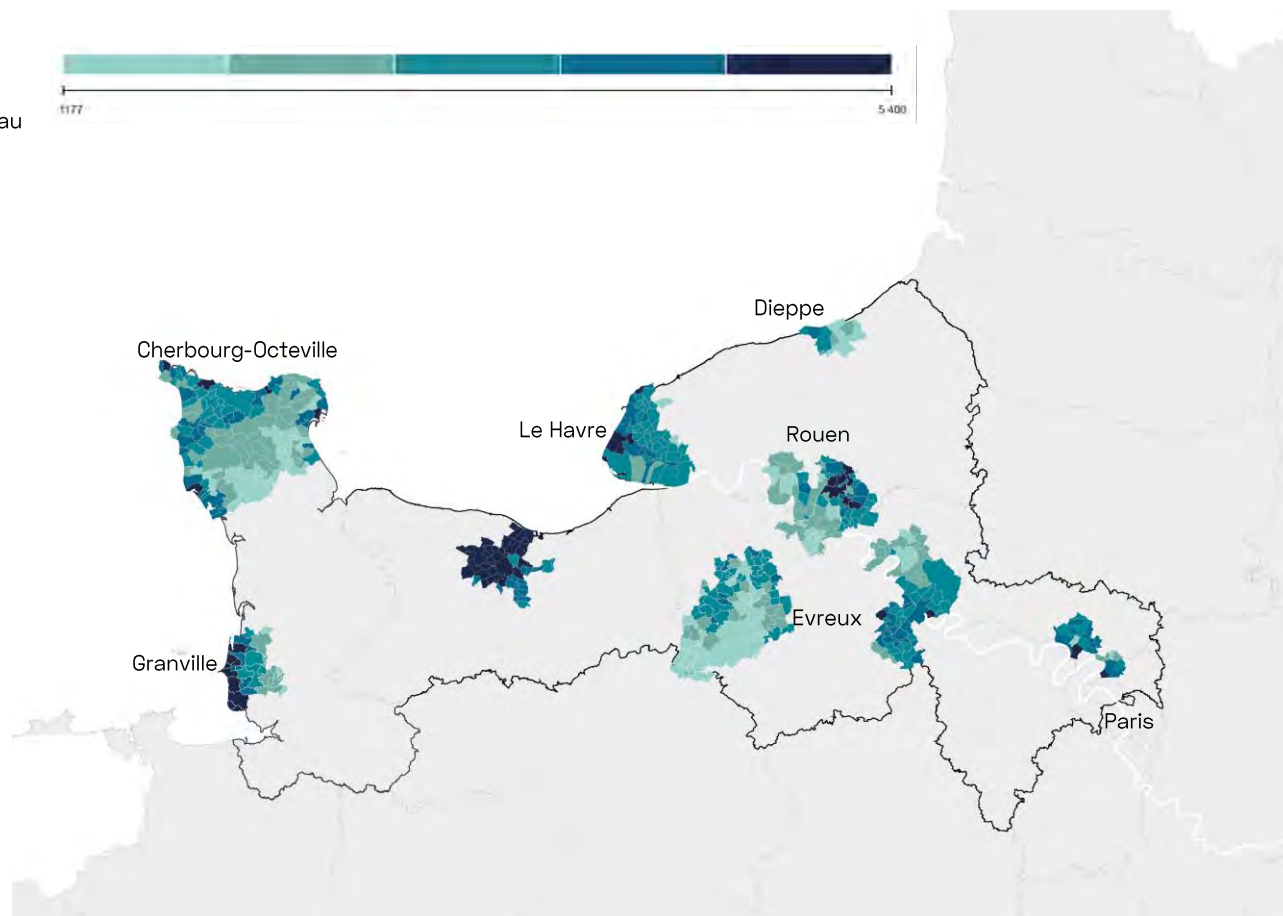 1177
5 400
au
Dieppe
Cherbourg-Octeville
Le Havre
Rouen
Evreux
Granville
Paris